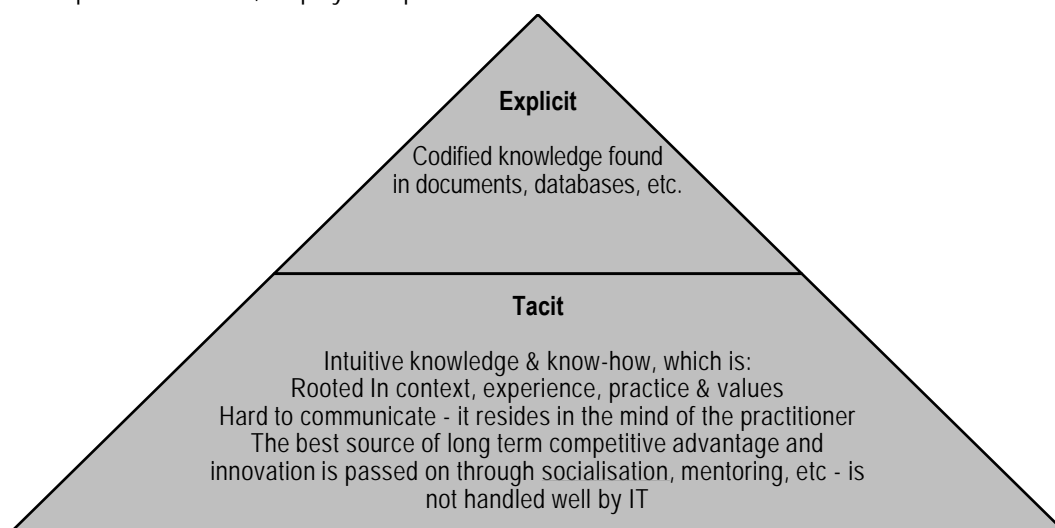 Explicit
Codified knowledge found
in documents, databases, etc.
Tacit
Intuitive knowledge & know-how, which is:
Rooted In context, experience, practice & values
Hard to communicate - it resides in the mind of the practitioner
The best source of long term competitive advantage and
innovation is passed on through socialisation, mentoring, etc - is
not handled well by IT